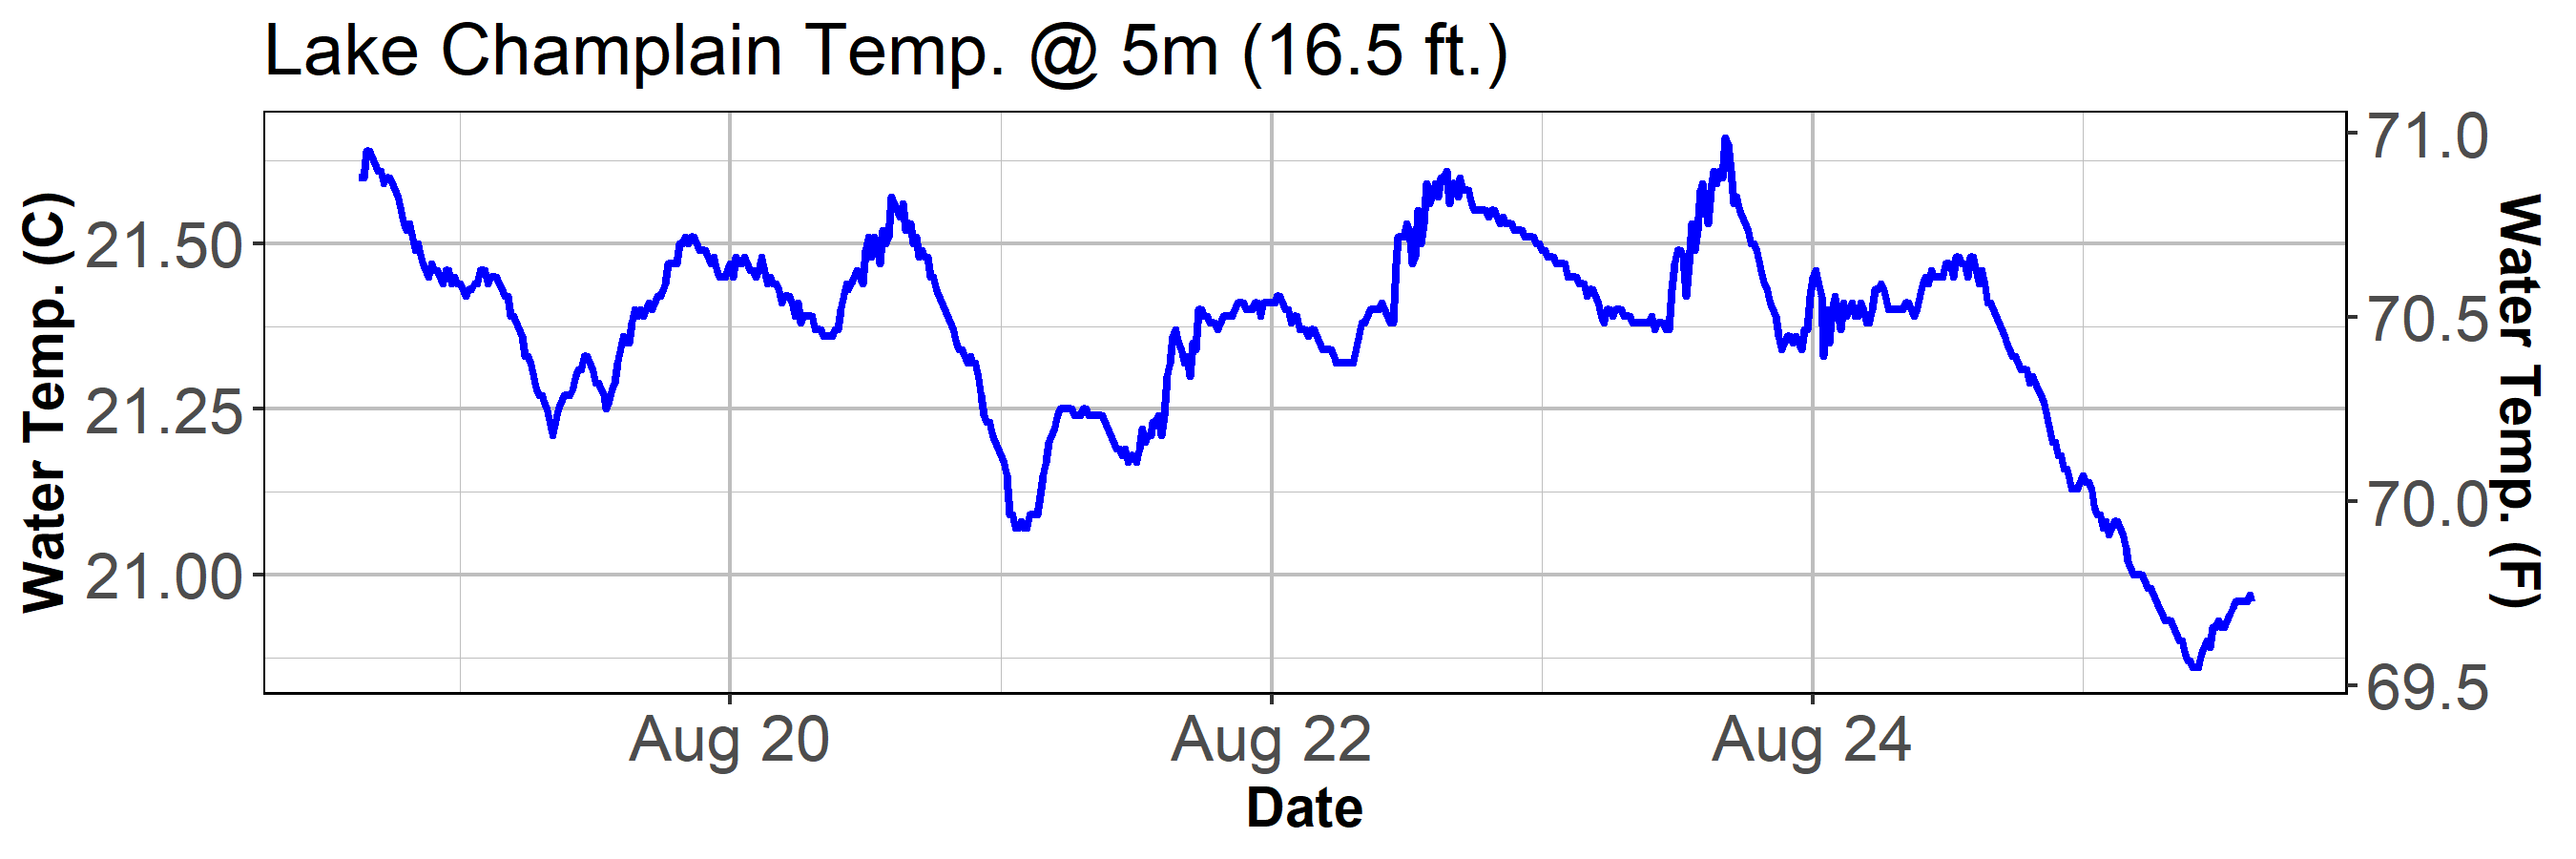 Lake Champlain Temp. @ 5m (16.5 ft.)
Water Temp. (C)
21.50
21.25
21.00
71.0
70.5
70.0
69.5
Water Temp. (F)
Aug 20
Aug 22
Aug 24
Date